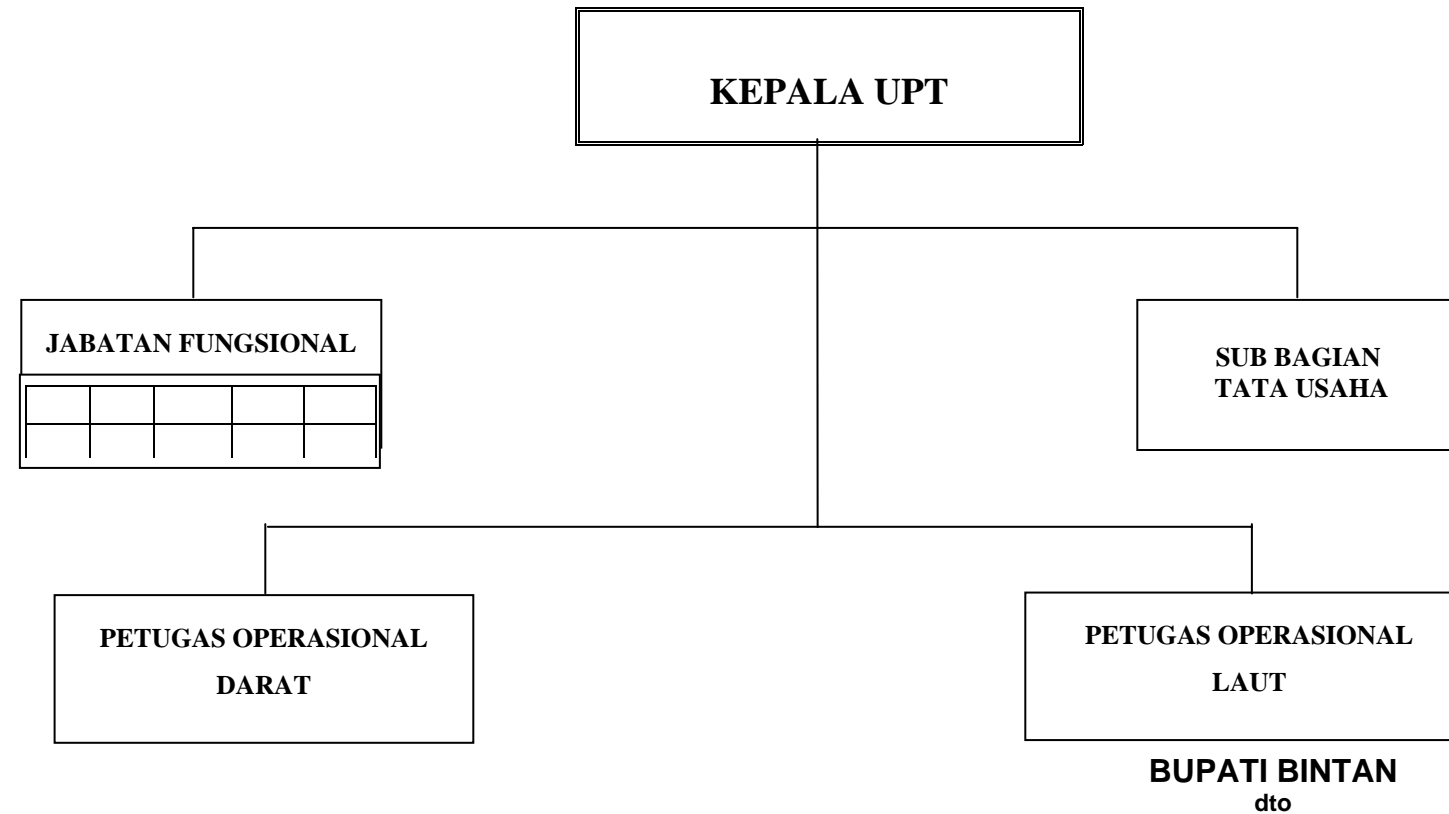 KEPALA UPT
JABATAN FUNGSIONAL
SUB BAGIAN
TATA USAHA
PETUGAS OPERASIONAL
DARAT
PETUGAS OPERASIONAL
LAUT
BUPATI BINTAN
dto